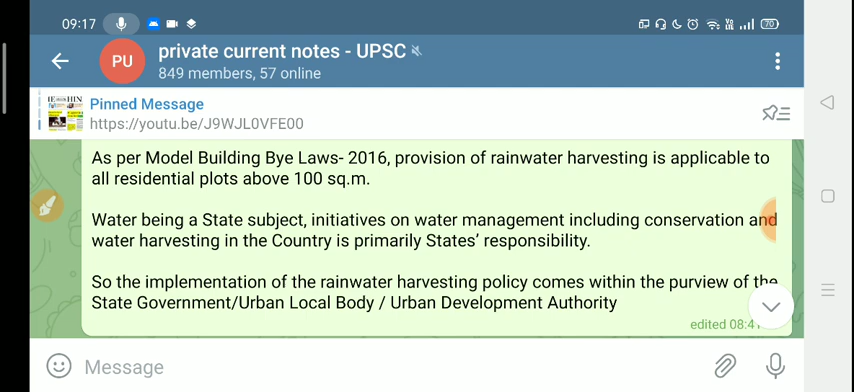 09:17
70
PU
private current notes - UPSC
849 members, 57 online
Pinned Message
https://youtu.be/J9WJL0VFE00
As per Model Building Bye Laws- 2016, provision of rainwater harvesting is applicable to
all residential plots above 100 sq.m.
Water being a State subject, initiatives on water management including conservation and
water harvesting in the Country is primarily States’ responsibility.
So the implementation of the rainwater harvesting policy comes within the purview of the
State Government/Urban Local Body / Urban Development Authority
edited
Message